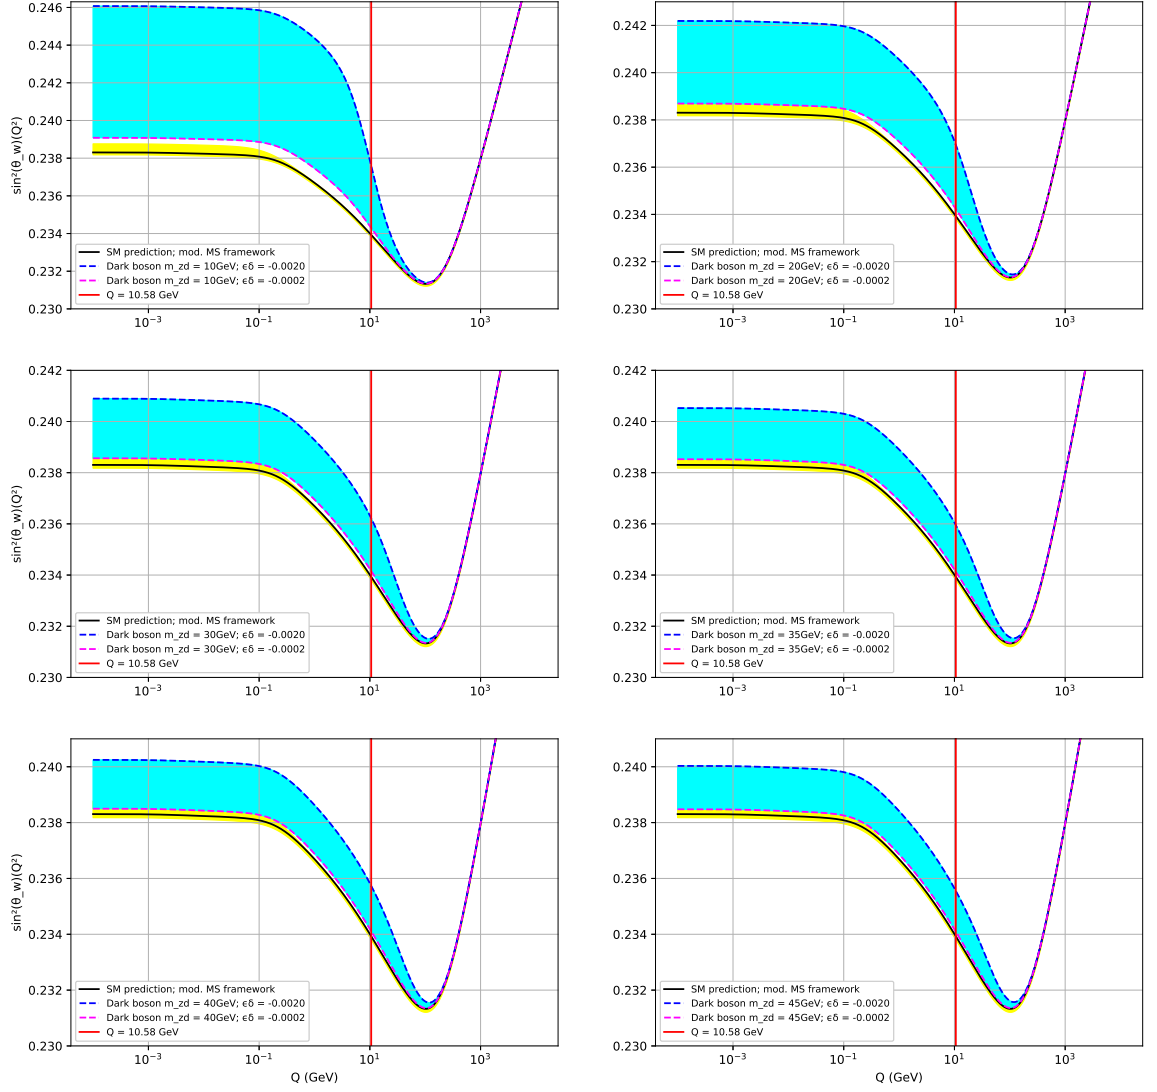 0.246
0.244
0.242
0.240
0.238
0.236
0.234
0.232
0.230
sin²(θ_w)(Q²)
SM prediction; mod. MS framework
Dark boson m_zd = 10GeV; ϵδ = -0.0020
Dark boson m_zd = 10GeV; ϵδ = -0.0002
Q = 10.58 GeV
10⁻³ 10⁻¹ 10¹ 10³
0.242
0.240
0.238
0.236
0.234
0.232
0.230
SM prediction; mod. MS framework
Dark boson m_zd = 20GeV; ϵδ = -0.0020
Dark boson m_zd = 20GeV; ϵδ = -0.0002
Q = 10.58 GeV
10⁻³ 10⁻¹ 10¹ 10³
0.242
0.240
0.238
0.236
0.234
0.232
0.230
sin²(θ_w)(Q²)
SM prediction; mod. MS framework
Dark boson m_zd = 30GeV; ϵδ = -0.0020
Dark boson m_zd = 30GeV; ϵδ = -0.0002
Q = 10.58 GeV
10⁻³ 10⁻¹ 10¹ 10³
0.242
0.240
0.238
0.236
0.234
0.232
0.230
SM prediction; mod. MS framework
Dark boson m_zd = 35GeV; ϵδ = -0.0020
Dark boson m_zd = 35GeV; ϵδ = -0.0002
Q = 10.58 GeV
10⁻³ 10⁻¹ 10¹ 10³
0.240
0.238
0.236
0.234
0.232
0.230
sin²(θ_w)(Q²)
SM prediction; mod. MS framework
Dark boson m_zd = 40GeV; ϵδ = -0.0020
Dark boson m_zd = 40GeV; ϵδ = -0.0002
Q = 10.58 GeV
10⁻³ 10⁻¹ 10¹ 10³
Q (GeV)
0.240
0.238
0.236
0.234
0.232
0.230
SM prediction; mod. MS framework
Dark boson m_zd = 45GeV; ϵδ = -0.0020
Dark boson m_zd = 45GeV; ϵδ = -0.0002
Q = 10.58 GeV
10⁻³ 10⁻¹ 10¹ 10³
Q (GeV)